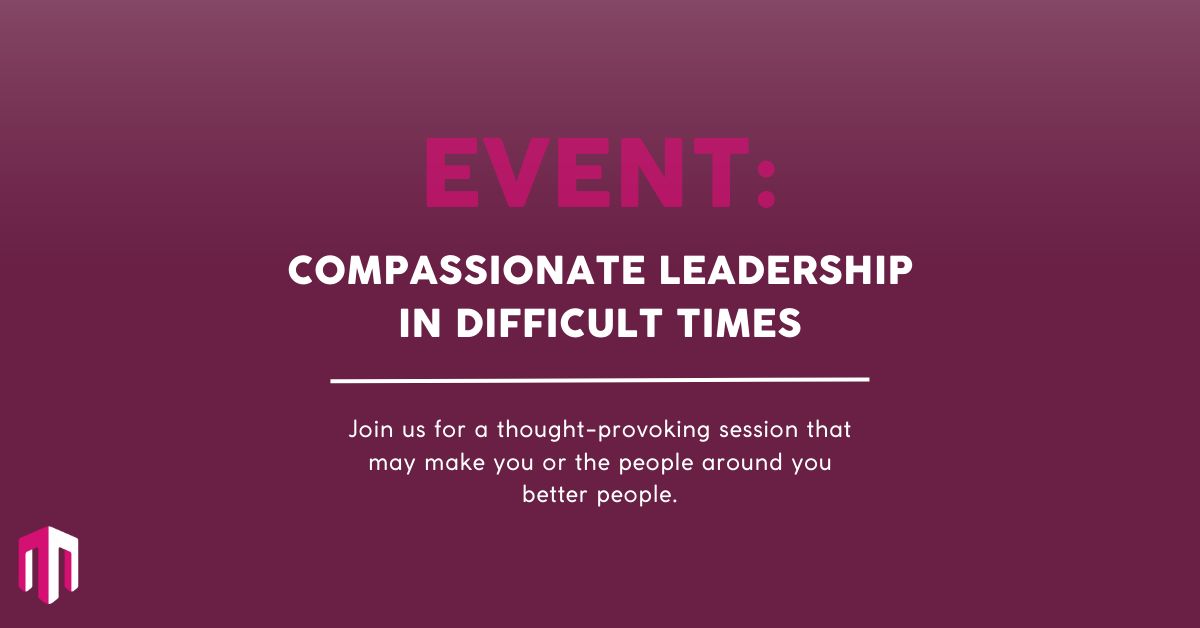 EVENT:
COMPASSIONATE LEADERSHIP
IN DIFFICULT TIMES
Join us for a thought-provoking session that
may make you or the people around you
better people.